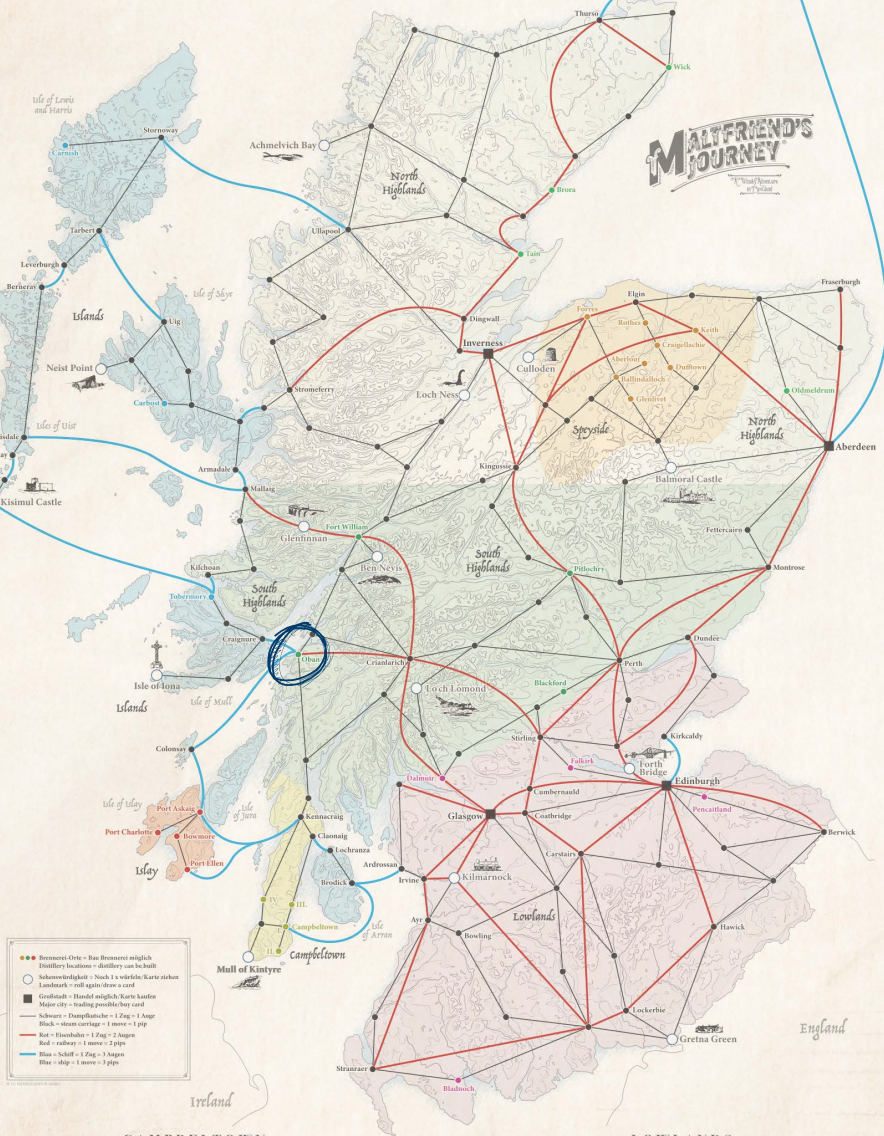 Thurso
Wick
MALTFRIEND'S
JOURNEY
Isle of Lewis
and Harris
Stornoway
Carnish
Achmelvich Bay
North
Highlands
Brora
Tarbert
Ullapool
Tain
Leverburgh
Berneray
Isle of Skye
Fraserburgh
Islands
Uig
Dingwall
Forres
Elgin
Rothes
Keith
Inverness
Craigellachie
Neist Point
Culloden
Aberlour
Dufftown
Ballindalloch
Stromeferry
Loch Ness
Oldmeldrum
Carbost
Glenlivet
Isles of Uist
Speyside
North
Highlands
isdale
Aberdeen
ay
Armadale
Kingussie
Balmoral Castle
Kisimul Castle
Mallaig
Fort William
Glenfinnan
Fettercairn
Kilchoan
Ben Nevis
South
Highlands
Pitlochry
Montrose
Tobermory
South
Highlands
Craignure
Dundee
Oban
Crianlarich
Perth
Isle of Iona
Loch Lomond
Blackford
Isle of Mull
Islands
Stirling
Kirkcaldy
Colonsay
Falkirk
Forth
Bridge
Dalmuir
Edinburgh
Isle of Islay
Port Askaig
Isle of
Jura
Cumbernauld
Pencaitland
Kennacraig
Glasgow
Coatbridge
Port Charlotte
Bowmore
Claonaig
Berwick
Lochranza
Carstairs
Port Ellen
Ardrossan
Islay
Brodick
Irvine
Kilmarnock
IV.
III.
Lowlands
Ayr
Isle of
Arran
Campbeltown
Bowling
Hawick
II.
Campbeltown
Mull of Kintyre
Brennerei-Orte = Bau Brennerei möglich
Distillery locations = distillery can be built
Sehenswürdigkeit = Noch 1 x würfeln/Karte ziehen
Landmark = roll again/draw a card
Großstadt = Handel möglich/Karte kaufen
Major city = trading possible/buy card
Schwarz = Dampfkutsche = 1 Zug = 1 Auge
Black = steam carriage = 1 move = 1 pip
Rot = Eisenbahn = 1 Zug = 2 Augen
Red = railway = 1 move = 2 pips
Blau = Schiff = 1 Zug = 3 Augen
Blue = ship = 1 move = 3 pips
Lockerbie
England
Gretna Green
Stranraer
Bladnoch
Ireland